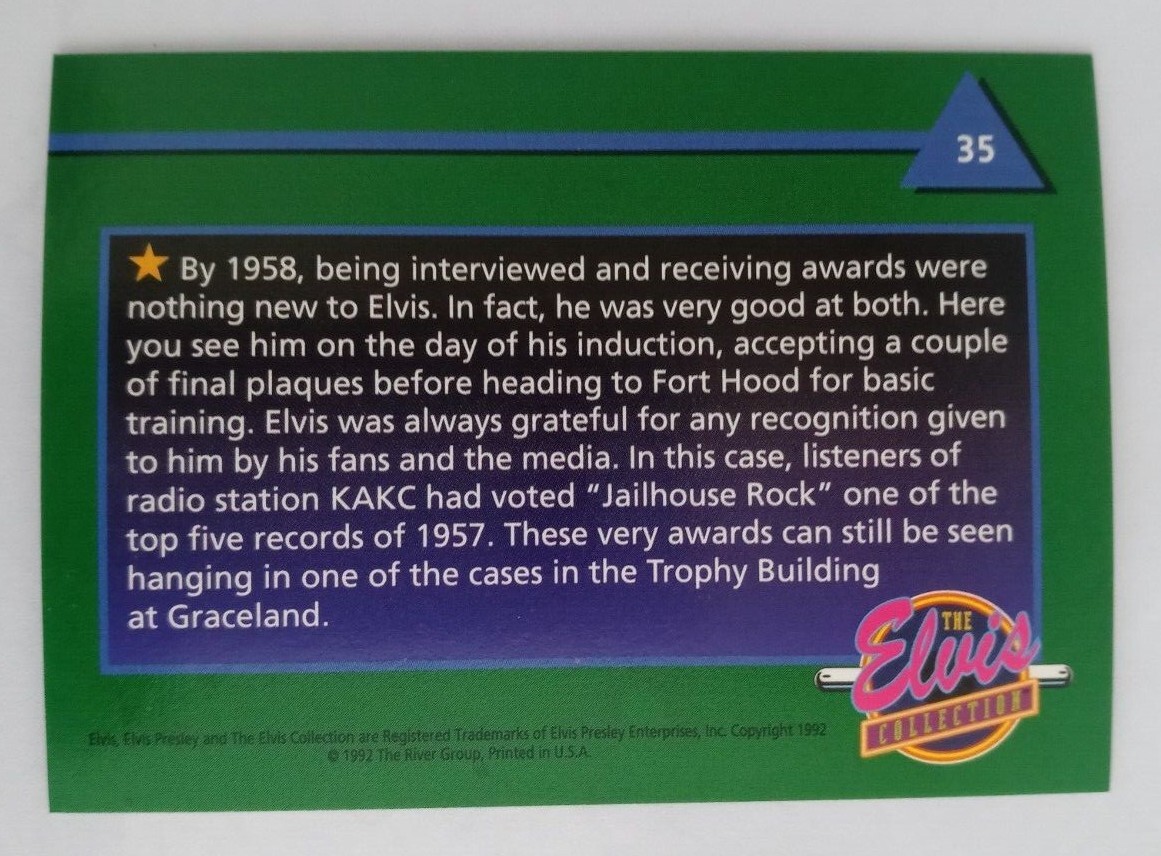 35
★ By 1958, being interviewed and receiving awards were
nothing new to Elvis. In fact, he was very good at both. Here
you see him on the day of his induction, accepting a couple
of final plaques before heading to Fort Hood for basic
training. Elvis was always grateful for any recognition given
to him by his fans and the media. In this case, listeners of
radio station KAKC had voted “Jailhouse Rock” one of the
top five records of 1957. These very awards can still be seen
hanging in one of the cases in the Trophy Building
at Graceland.
THE
Elvis
COLLECTION
Elvis, Elvis Presley and The Elvis Collection are Registered Trademarks of Elvis Presley Enterprises, Inc. Copyright 1992
© 1992 The River Group, Printed in U.S.A.